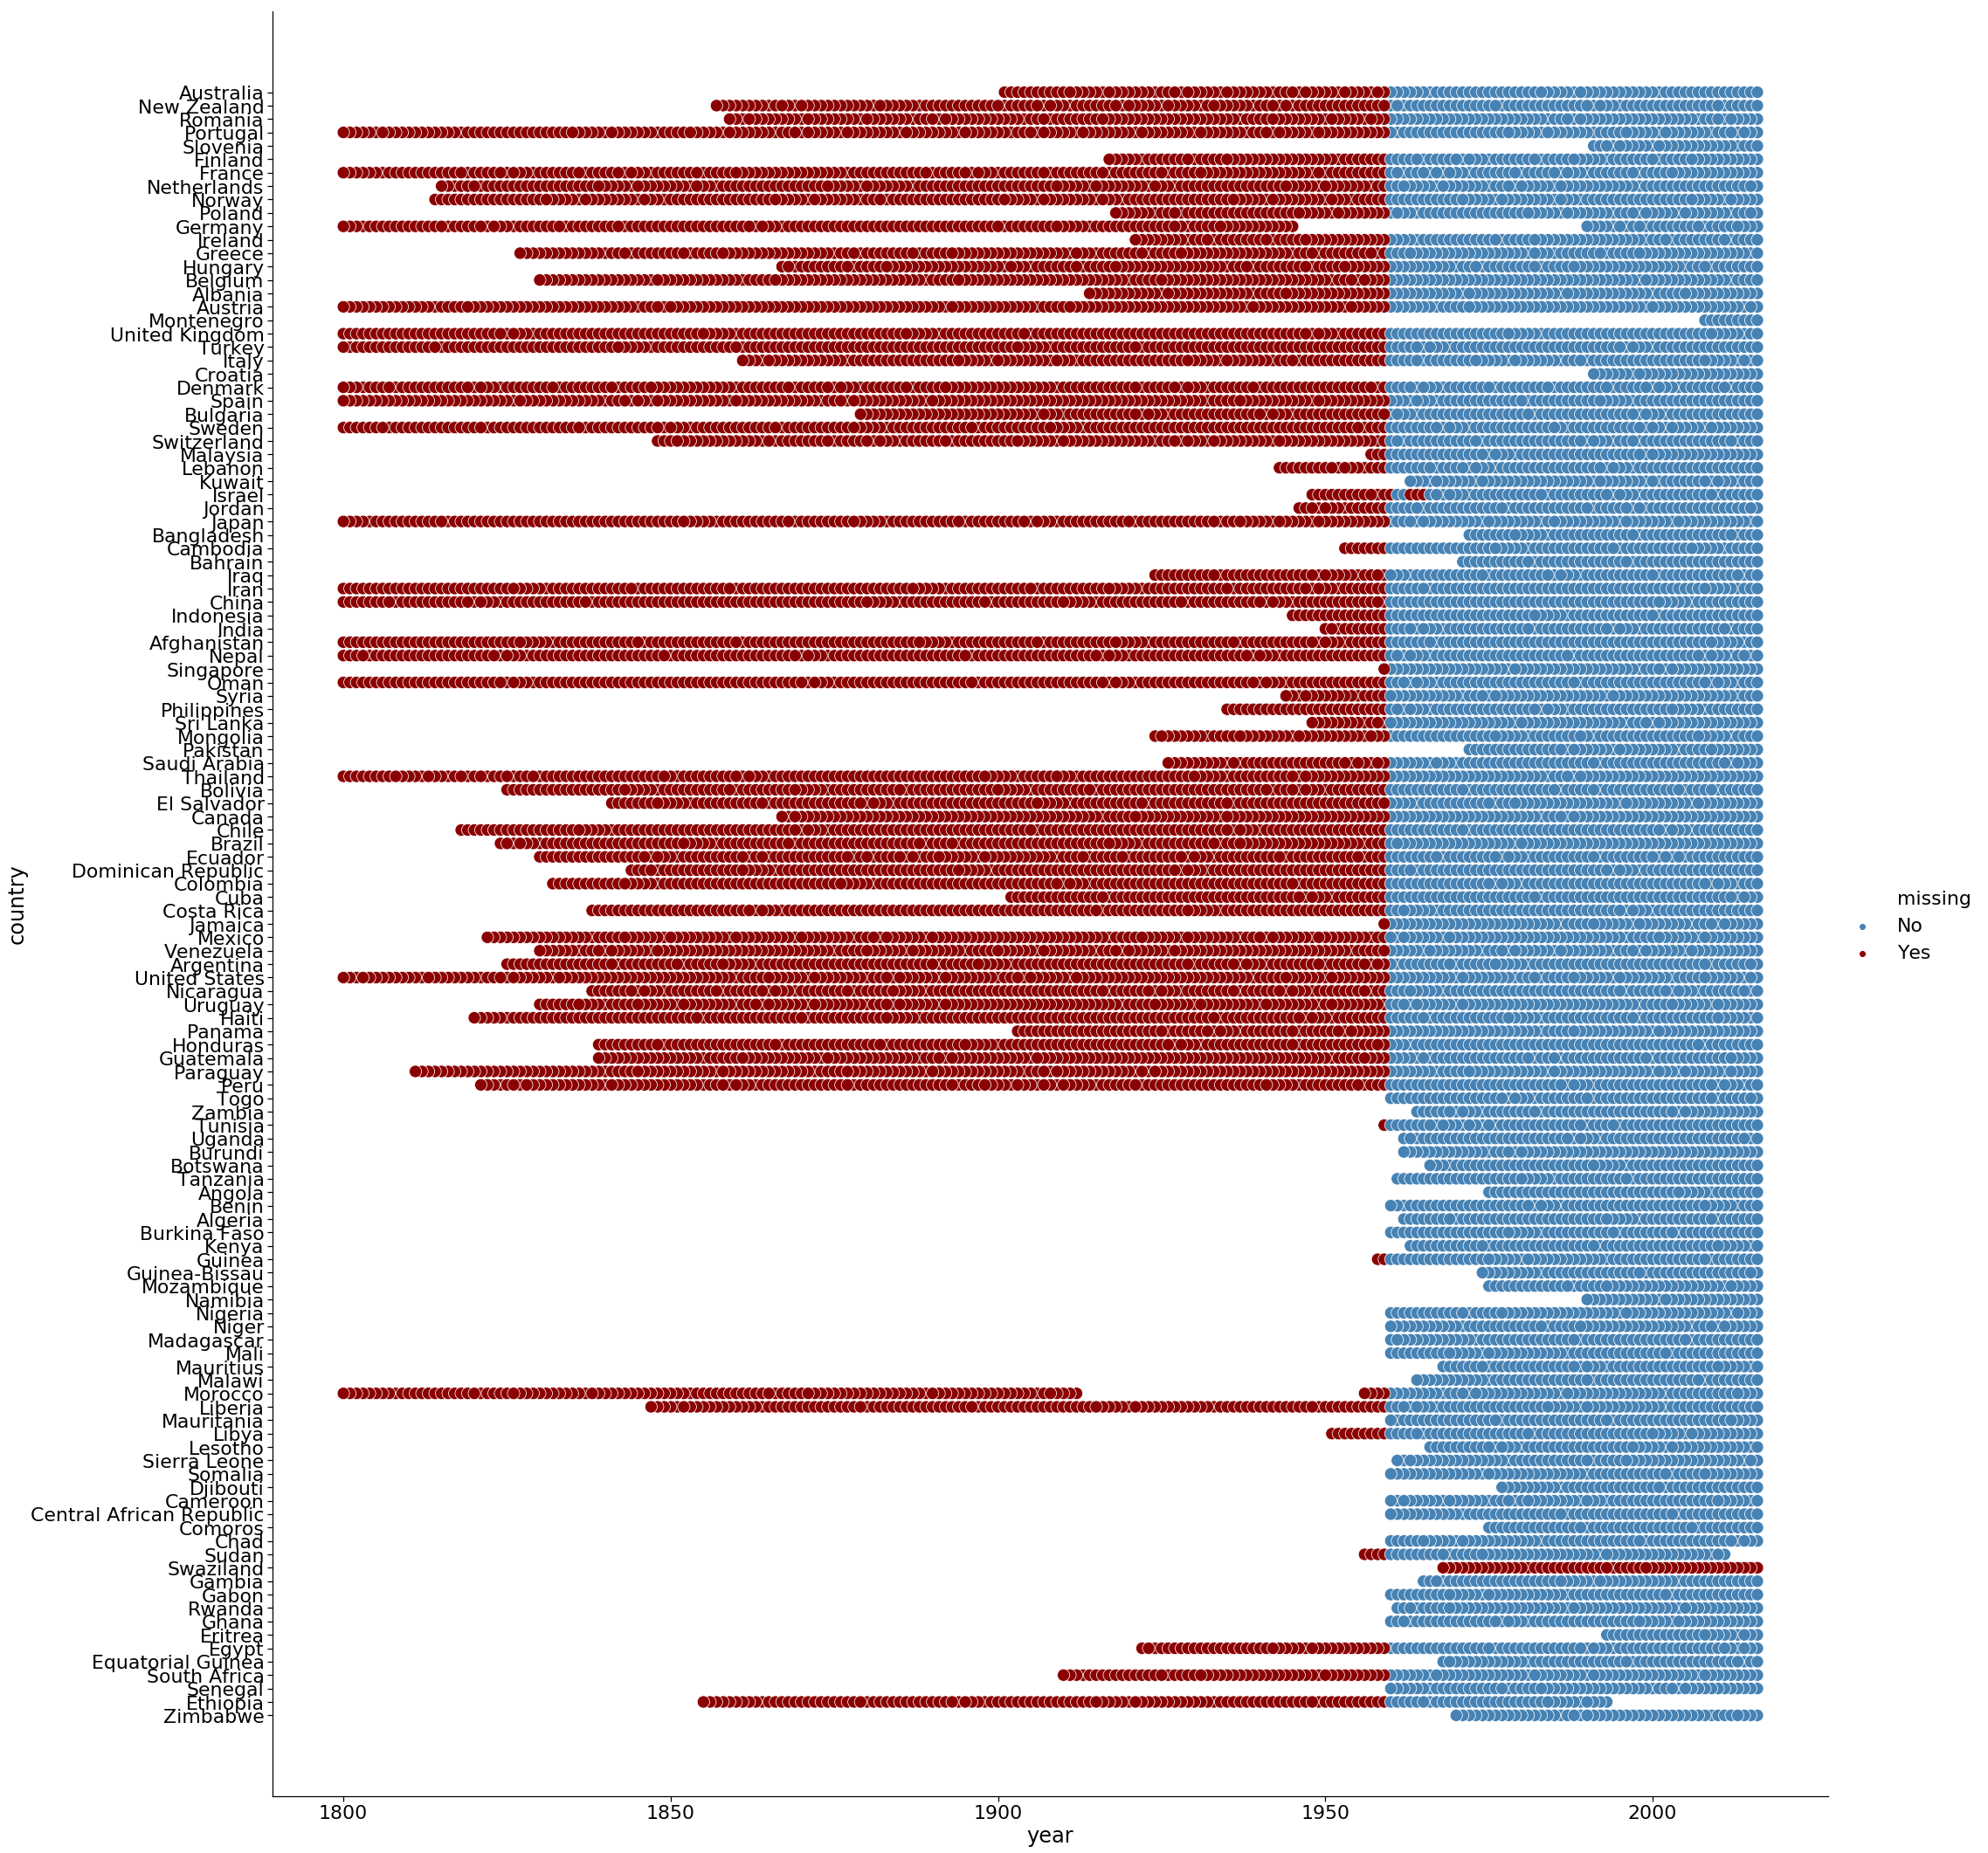 Australia
New Zealand
Romania
Portugal
Slovenia
Finland
France
Netherlands
Norway
Poland
Germany
Ireland
Greece
Hungary
Belgium
Albania
Austria
Montenegro
United Kingdom
Turkey
Italy
Croatia
Denmark
Spain
Bulgaria
Sweden
Switzerland
Malaysia
Lebanon
Kuwait
Israel
Jordan
Japan
Bangladesh
Cambodia
Bahrain
Iraq
Iran
China
Indonesia
India
Afghanistan
Nepal
Singapore
Oman
Syria
Philippines
Sri Lanka
Mongolia
Pakistan
Saudi Arabia
Thailand
Bolivia
El Salvador
Canada
Chile
Brazil
Ecuador
Dominican Republic
Colombia
Cuba
Costa Rica
Jamaica
Mexico
Venezuela
Argentina
United States
Nicaragua
Uruguay
Haiti
Panama
Honduras
Guatemala
Paraguay
Peru
Togo
Zambia
Tunisia
Uganda
Burundi
Botswana
Tanzania
Angola
Benin
Algeria
Burkina Faso
Kenya
Guinea
Guinea-Bissau
Mozambique
Namibia
Nigeria
Niger
Madagascar
Mali
Mauritius
Malawi
Morocco
Liberia
Mauritania
Libya
Lesotho
Sierra Leone
Somalia
Djibouti
Cameroon
Central African Republic
Comoros
Chad
Sudan
Swaziland
Gambia
Gabon
Rwanda
Ghana
Eritrea
Egypt
Equatorial Guinea
South Africa
Senegal
Ethiopia
Zimbabwe
country
1800 1850 1900 1950 2000
year
missing
No
Yes